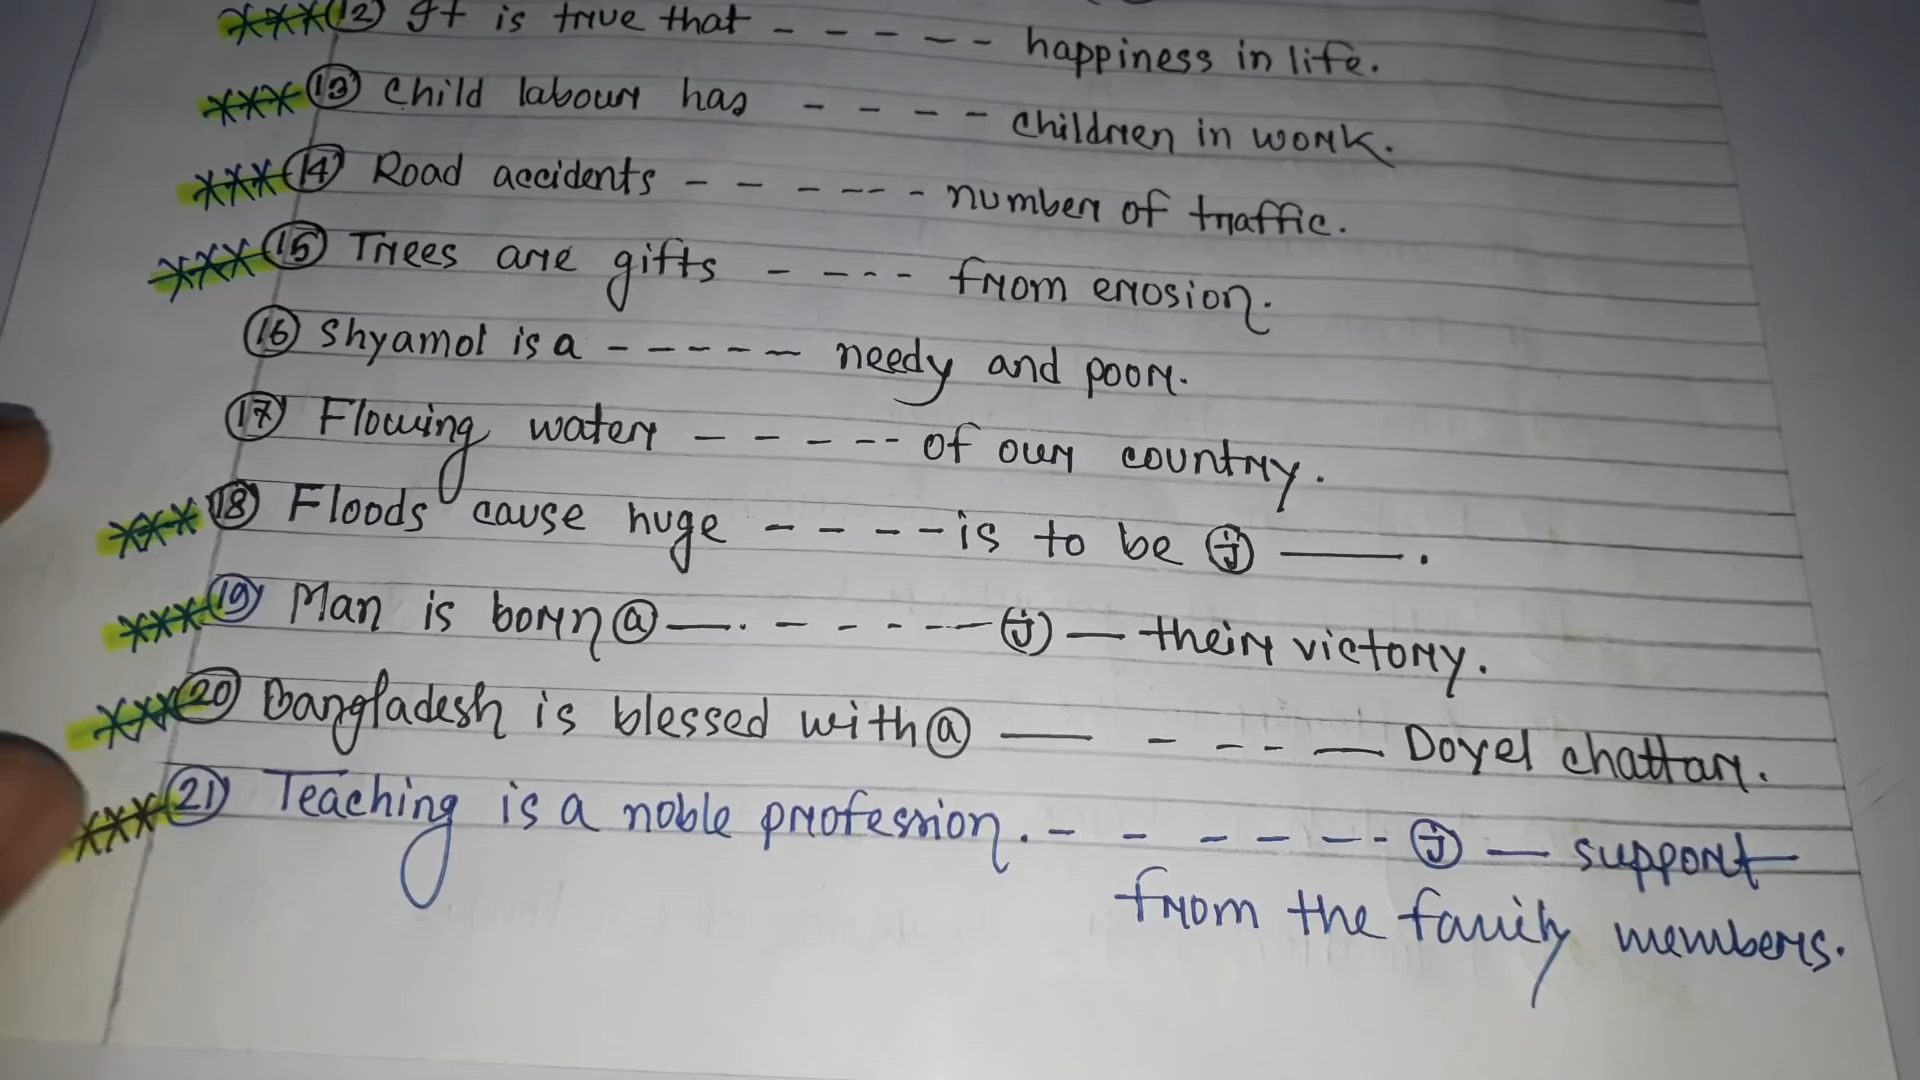 ***(12) It is true that - - - - - happiness in life.
***(13) Child labour has - - - - children in work.
***(14) Road accidents - - - -- - number of traffic.
***(15) Trees are gifts - - - - - from erosion.
(16) Shyamol is a - - - - - needy and poor.
(17) Flowing water - - - - -- of our country.
***(18) Floods cause huge - - - - is to be (j) ——.
***(19) Man is born (a) —. - - - - -— (j) — their victory.
***(20) Bangladesh is blessed with (a) — - - - - — Doyel chattar.
***(21) Teaching is a noble profession. - - - - - - (j) — support
from the family members.